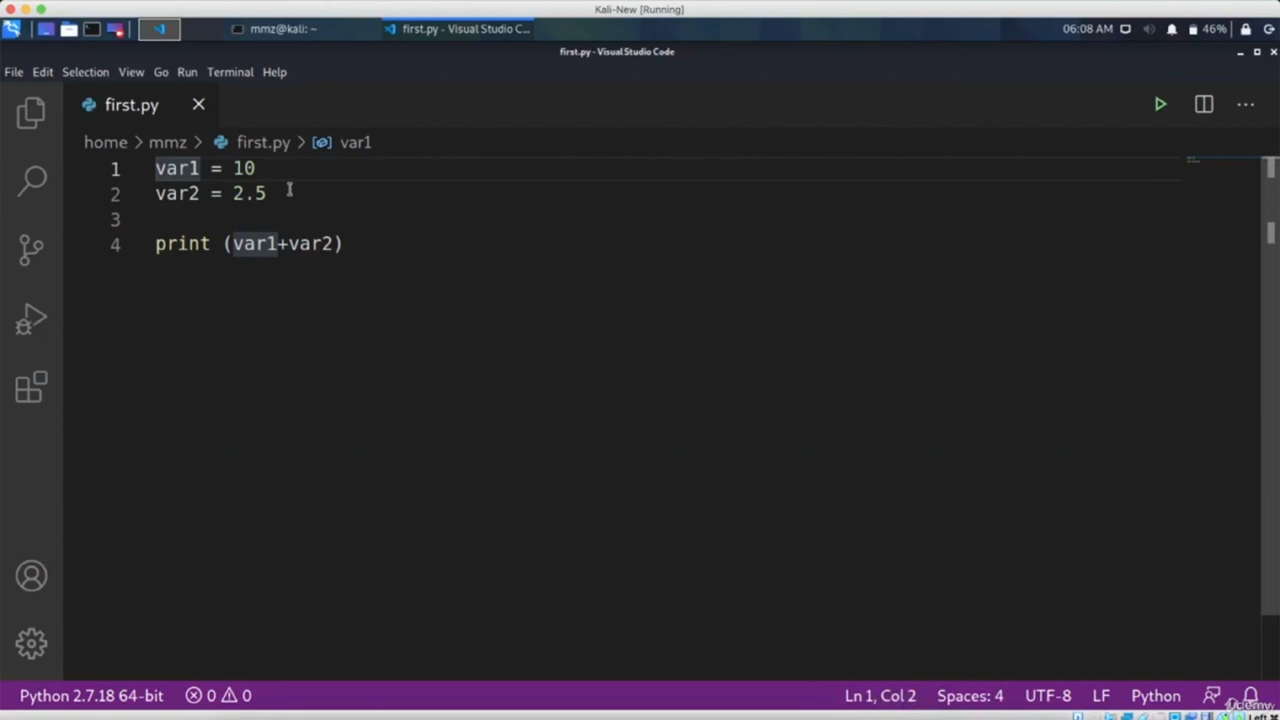 Kali-New [Running]
mmz@kali: ~
first.py - Visual Studio C...
06:08 AM
46%
first.py - Visual Studio Code
File Edit Selection View Go Run Terminal Help
first.py
home > mmz > first.py > var1
1 var1 = 10
2 var2 = 2.5
3
4 print (var1+var2)
Python 2.7.18 64-bit 0 0 Ln 1, Col 2 Spaces: 4 UTF-8 LF Python
Udemy
Left ⌘